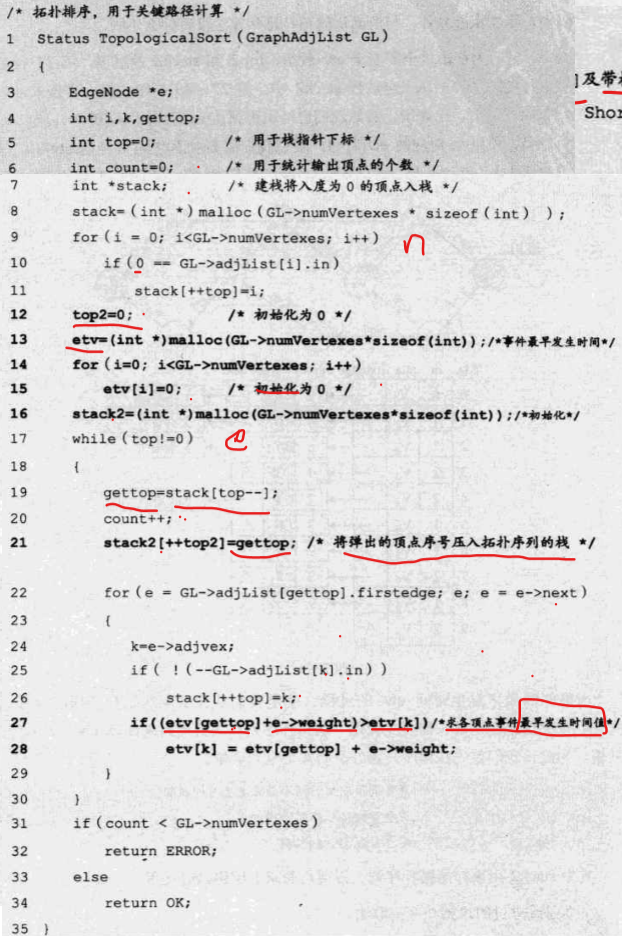 /* 拓扑排序，用于关键路径计算 */
1 Status TopologicalSort(GraphAdjList GL)
2 {
3 EdgeNode *e;
4 int i,k,gettop;
5 int top=0; /* 用于栈指针下标 */
6 int count=0; /* 用于统计输出顶点的个数 */
7 int *stack; /* 建栈将入度为 0 的顶点入栈 */
8 stack=(int *)malloc(GL->numVertexes * sizeof(int) );
9 for(i = 0; i<GL->numVertexes; i++) n
10 if(0 == GL->adjList[i].in)
11 stack[++top]=i;
12 top2=0; /* 初始化为 0 */
13 etv=(int *)malloc(GL->numVertexes*sizeof(int));/*事件最早发生时间*/
14 for(i=0; i<GL->numVertexes; i++)
15 etv[i]=0; /* 初始化为 0 */
16 stack2=(int *)malloc(GL->numVertexes*sizeof(int));/*初始化*/
17 while(top!=0) e
18 {
19 gettop=stack[top--];
20 count++;
21 stack2[++top2]=gettop; /* 将弹出的顶点序号压入拓扑序列的栈 */
22 for(e = GL->adjList[gettop].firstedge; e; e = e->next)
23 {
24 k=e->adjvex;
25 if( !(--GL->adjList[k].in))
26 stack[++top]=k;
27 if((etv[gettop]+e->weight)>etv[k])/*求各顶点事件最早发生时间值*/
28 etv[k] = etv[gettop] + e->weight;
29 }
30 }
31 if(count < GL->numVertexes)
32 return ERROR;
33 else
34 return OK;
35 }
]及带
Shor